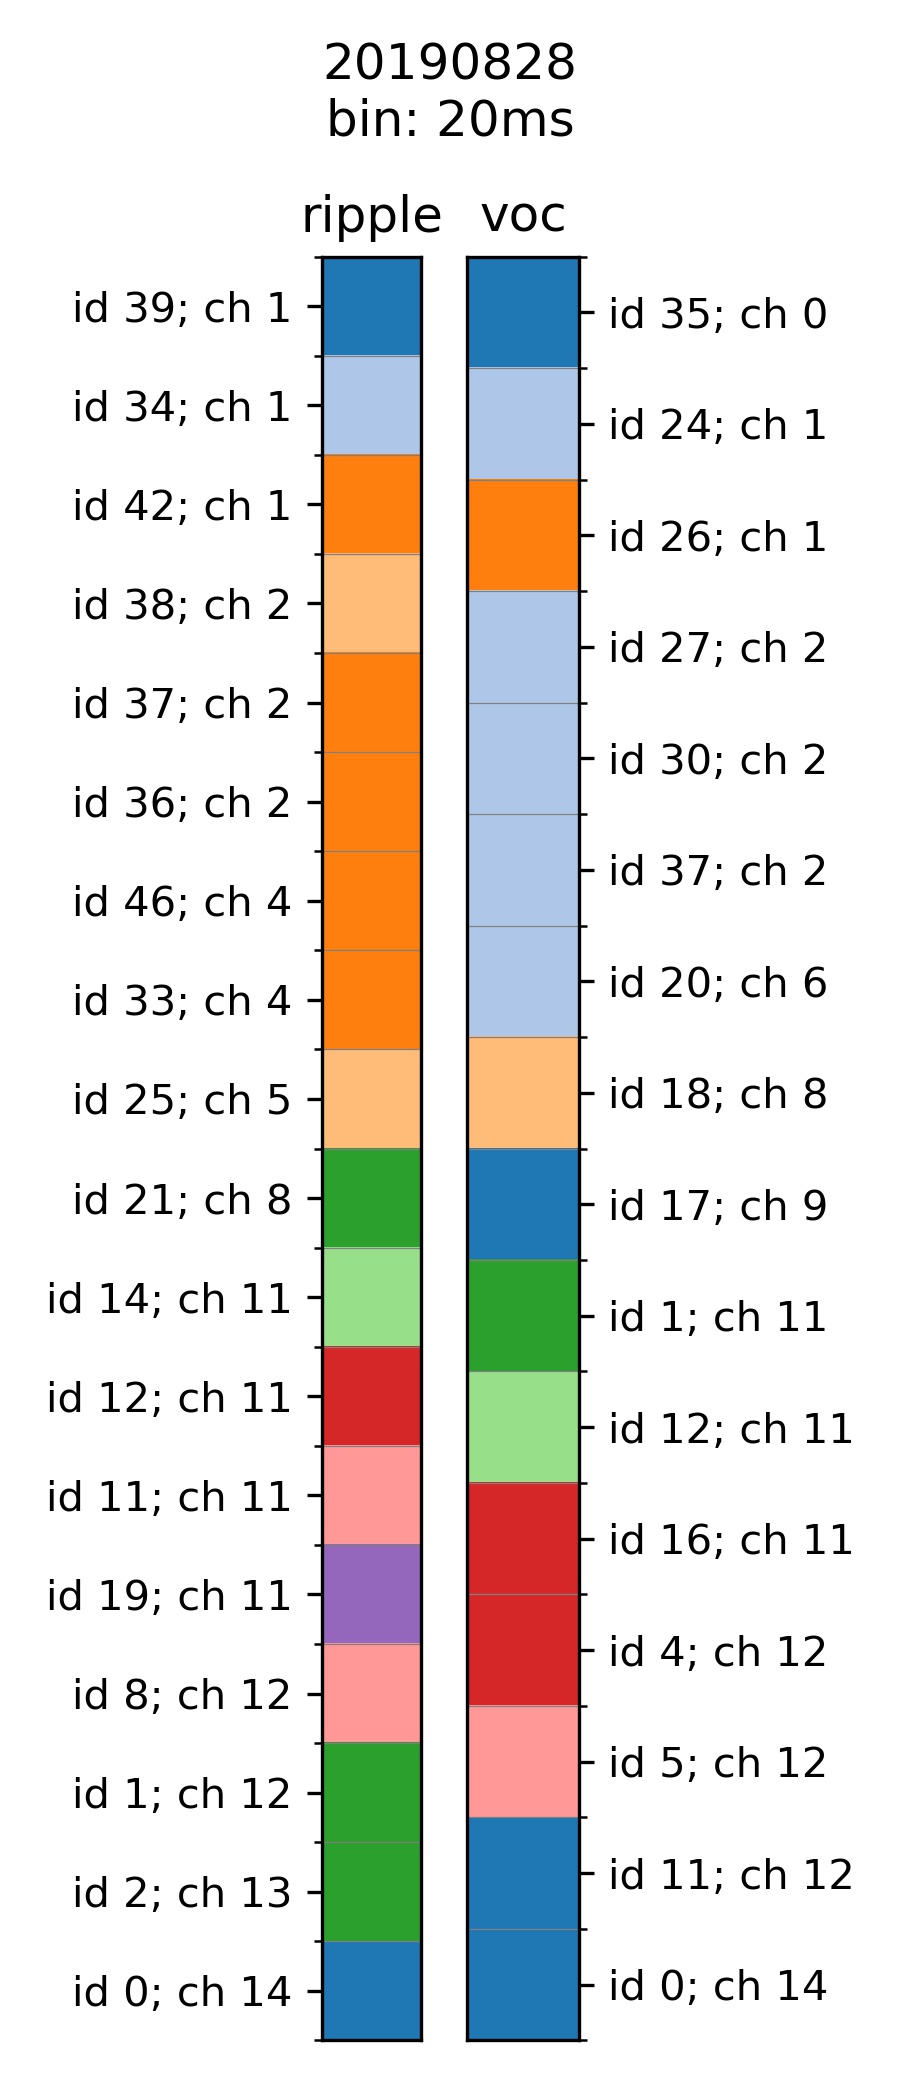 20190828
bin: 20ms
ripple voc
id 39; ch 1
id 34; ch 1
id 42; ch 1
id 38; ch 2
id 37; ch 2
id 36; ch 2
id 46; ch 4
id 33; ch 4
id 25; ch 5
id 21; ch 8
id 14; ch 11
id 12; ch 11
id 11; ch 11
id 19; ch 11
id 8; ch 12
id 1; ch 12
id 2; ch 13
id 0; ch 14
id 35; ch 0
id 24; ch 1
id 26; ch 1
id 27; ch 2
id 30; ch 2
id 37; ch 2
id 20; ch 6
id 18; ch 8
id 17; ch 9
id 1; ch 11
id 12; ch 11
id 16; ch 11
id 4; ch 12
id 5; ch 12
id 11; ch 12
id 0; ch 14